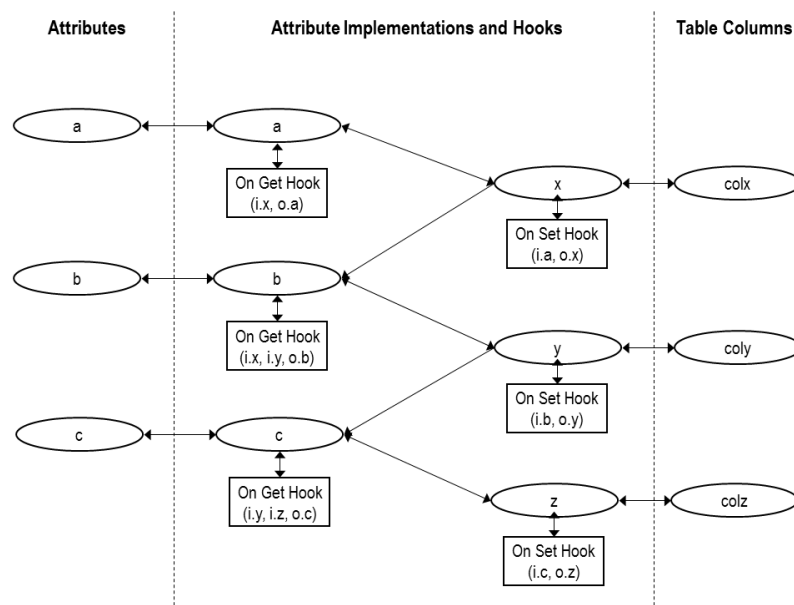 Attributes
Attribute Implementations and Hooks
Table Columns
a
a
On Get Hook
(i.x, o.a)
x
colx
On Set Hook
(i.a, o.x)
b
b
On Get Hook
(i.x, i.y, o.b)
y
coly
On Set Hook
(i.b, o.y)
c
c
On Get Hook
(i.y, i.z, o.c)
z
colz
On Set Hook
(i.c, o.z)